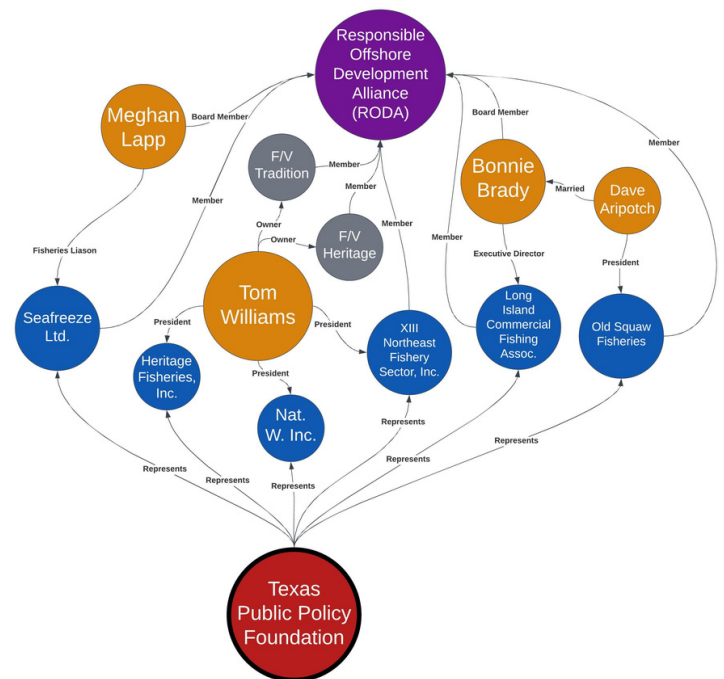 Responsible
Offshore
Development
Alliance
(RODA)
Meghan
Lapp
Board Member
Board Member
F/V
Tradition
Member
Bonnie
Brady
Member
Married
Dave
Aripotch
Member
Owner
Member
Member
Member
Owner
F/V
Heritage
Fisheries Liason
Executive Director
President
Tom
Williams
Seafreeze
Ltd.
President
President
XIII
Northeast
Fishery
Sector, Inc.
Long
Island
Commercial
Fishing
Assoc.
Old Squaw
Fisheries
Heritage
Fisheries,
Inc.
President
Nat.
W. Inc.
Represents
Represents
Represents
Represents
Represents
Represents
Texas
Public Policy
Foundation